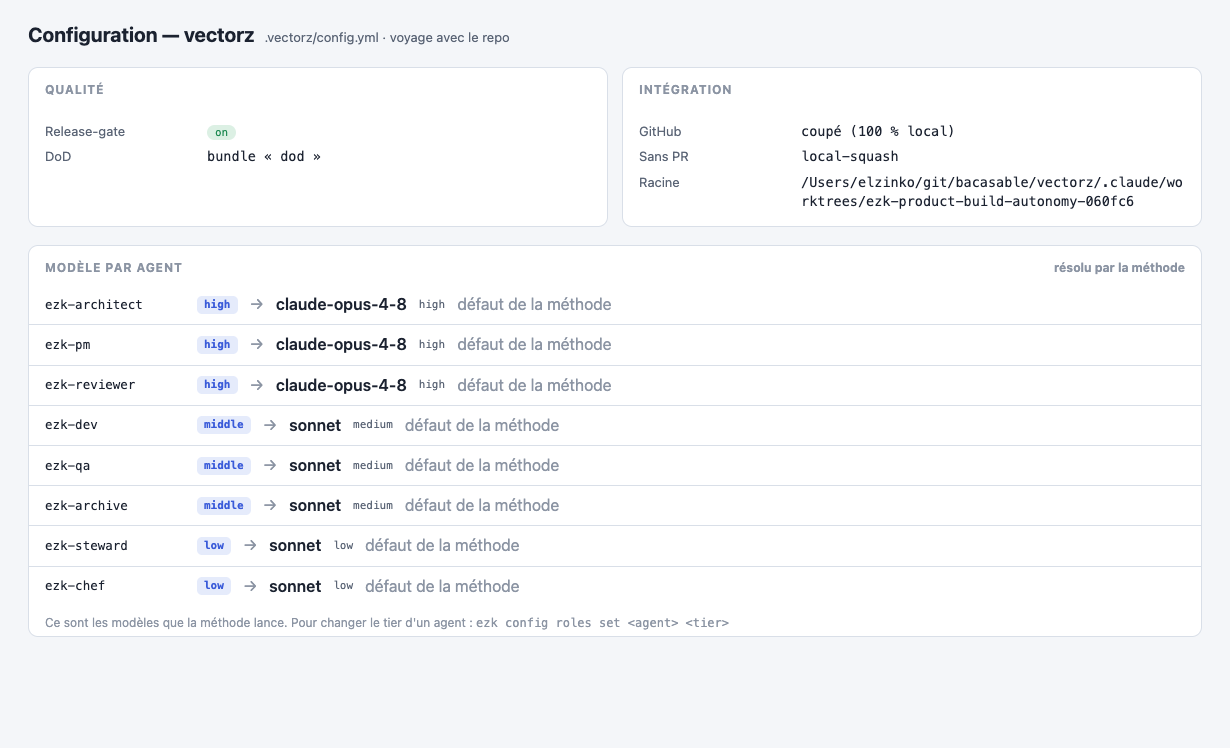 Configuration — vectorz .vectorz/config.yml · voyage avec le repo
QUALITÉ
Release-gate on
DoD bundle « dod »
INTÉGRATION
GitHub coupé (100 % local)
Sans PR local-squash
Racine /Users/elzinko/git/bacasable/vectorz/.claude/wo
rktrees/ezk-product-build-autonomy-060fc6
MODÈLE PAR AGENT résolu par la méthode
ezk-architect high → claude-opus-4-8 high défaut de la méthode
ezk-pm high → claude-opus-4-8 high défaut de la méthode
ezk-reviewer high → claude-opus-4-8 high défaut de la méthode
ezk-dev middle → sonnet medium défaut de la méthode
ezk-qa middle → sonnet medium défaut de la méthode
ezk-archive middle → sonnet medium défaut de la méthode
ezk-steward low → sonnet low défaut de la méthode
ezk-chef low → sonnet low défaut de la méthode
Ce sont les modèles que la méthode lance. Pour changer le tier d'un agent : ezk config roles set <agent> <tier>